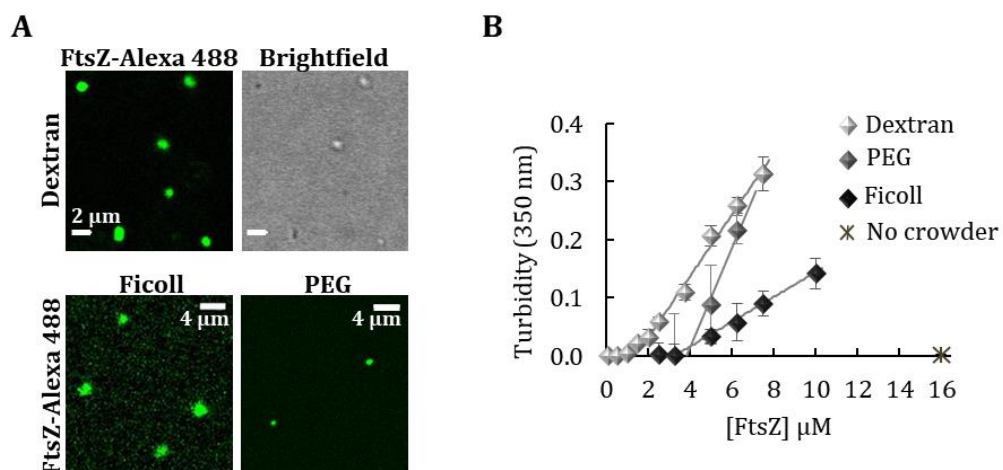 A
FtsZ-Alexa 488 Brightfield
Dextran
2 µm
Ficoll PEG
FtsZ-Alexa 488
4 µm 4 µm
B
Turbidity (350 nm)
0.4
0.3
0.2
0.1
0.0
0 2 4 6 8 10 12 14 16
[FtsZ] µM
Dextran
PEG
Ficoll
No crowder